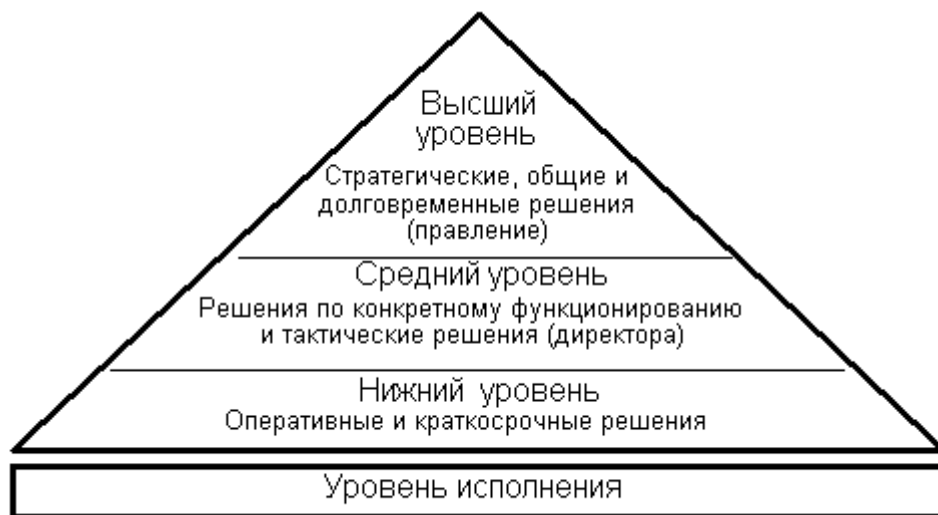 Высший
уровень
Стратегические, общие и
долговременные решения
(правление)
Средний уровень
Решения по конкретному функционированию
и тактические решения (директора)
Нижний уровень
Оперативные и краткосрочные решения
Уровень исполнения